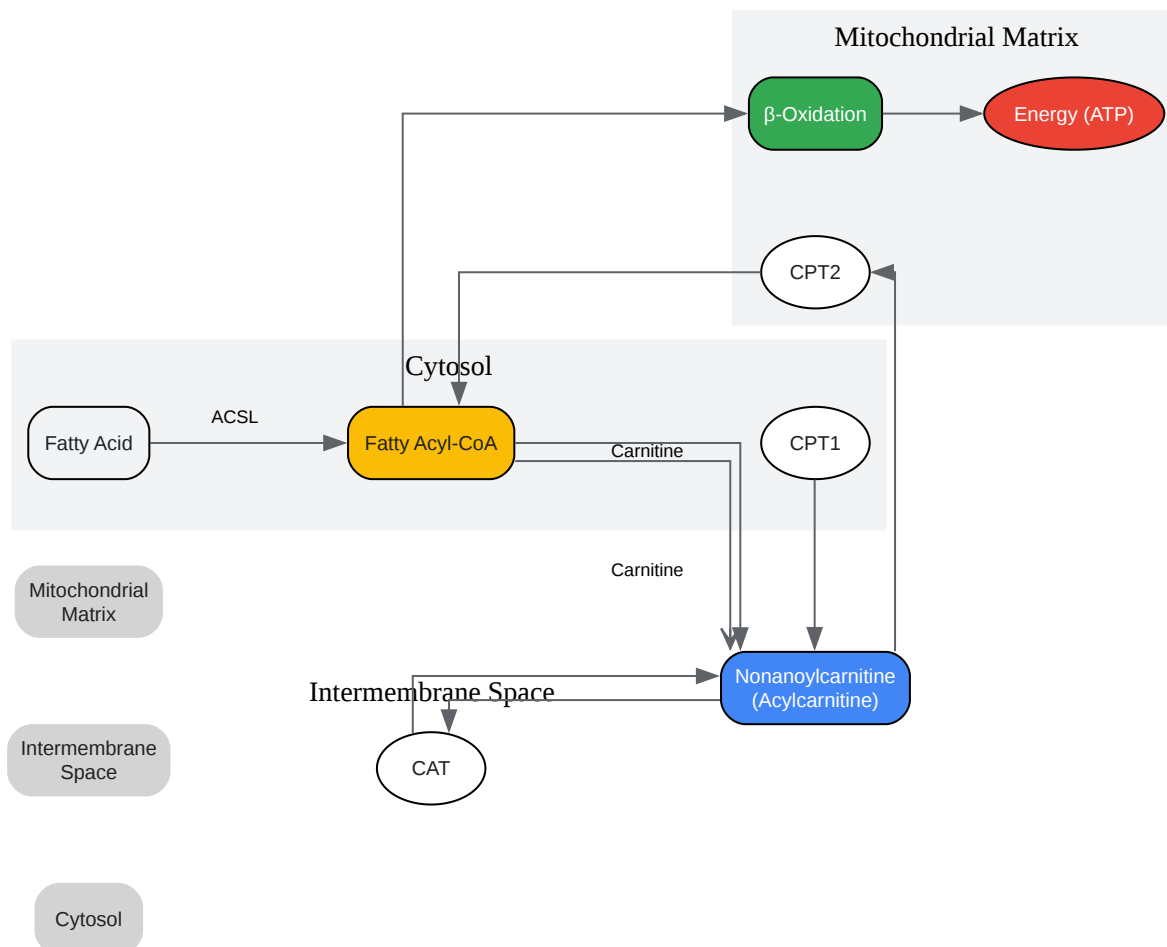 Mitochondrial Matrix
β-Oxidation
Energy (ATP)
CPT2
Cytosol
Fatty Acid
ACSL
Fatty Acyl-CoA
Carnitine
CPT1
Carnitine
Mitochondrial
Matrix
Nonanoylcarnitine
(Acylcarnitine)
Intermembrane Space
Intermembrane
Space
CAT
Cytosol